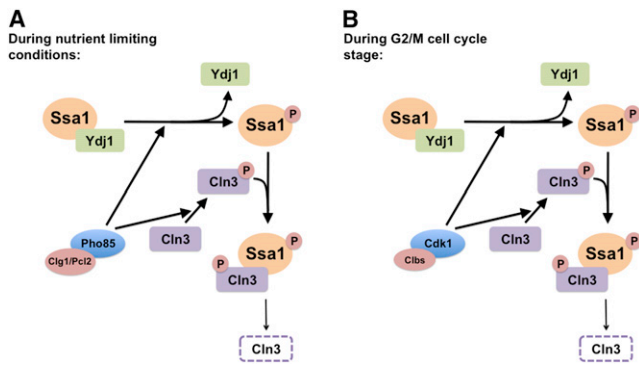 A
During nutrient limiting
conditions:
Ydj1
Ssa1
Ydj1
Ssa1
P
Cln3
P
Pho85
Clg1/Pcl2
Cln3
Ssa1
P
P
Cln3
Cln3
B
During G2/M cell cycle
stage:
Ydj1
Ssa1
Ydj1
Ssa1
P
Cln3
P
Cdk1
Clbs
Cln3
Ssa1
P
P
Cln3
Cln3